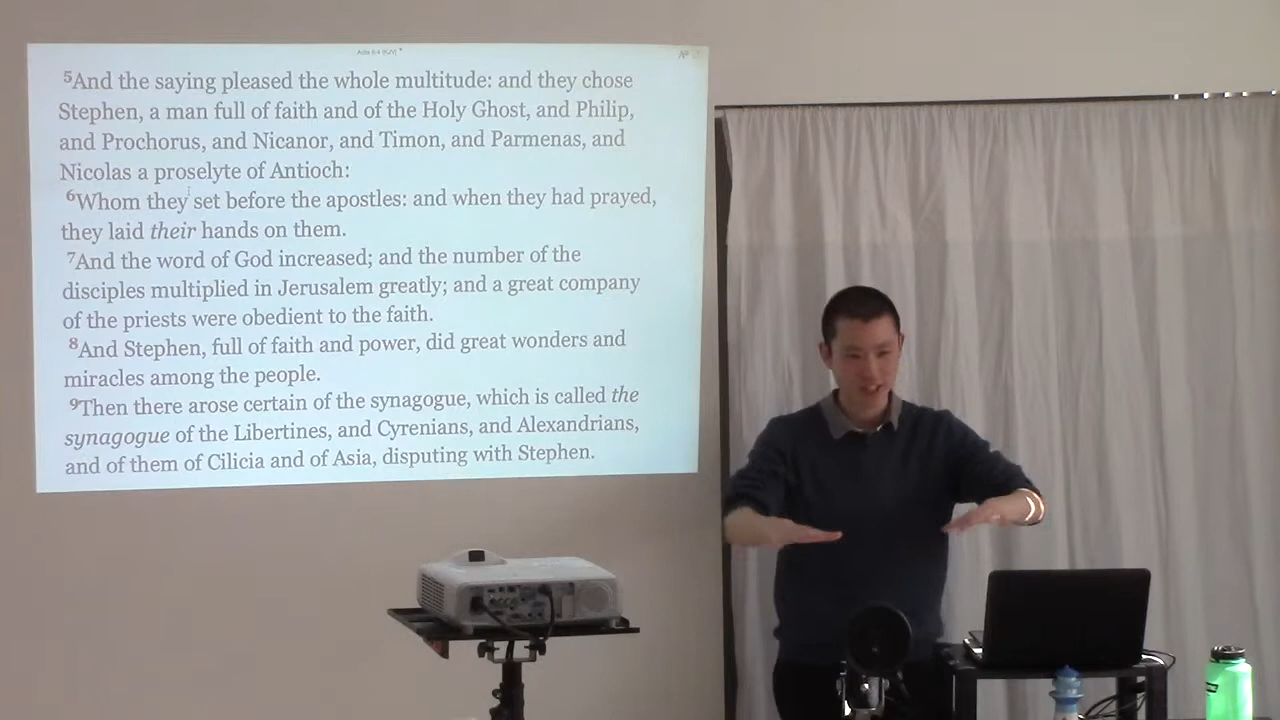 Acts 6:4 (KJV)
5And the saying pleased the whole multitude: and they chose
Stephen, a man full of faith and of the Holy Ghost, and Philip,
and Prochorus, and Nicanor, and Timon, and Parmenas, and
Nicolas a proselyte of Antioch:
6Whom they set before the apostles: and when they had prayed,
they laid their hands on them.
7And the word of God increased; and the number of the
disciples multiplied in Jerusalem greatly; and a great company
of the priests were obedient to the faith.
8And Stephen, full of faith and power, did great wonders and
miracles among the people.
9Then there arose certain of the synagogue, which is called the
synagogue of the Libertines, and Cyrenians, and Alexandrians,
and of them of Cilicia and of Asia, disputing with Stephen.